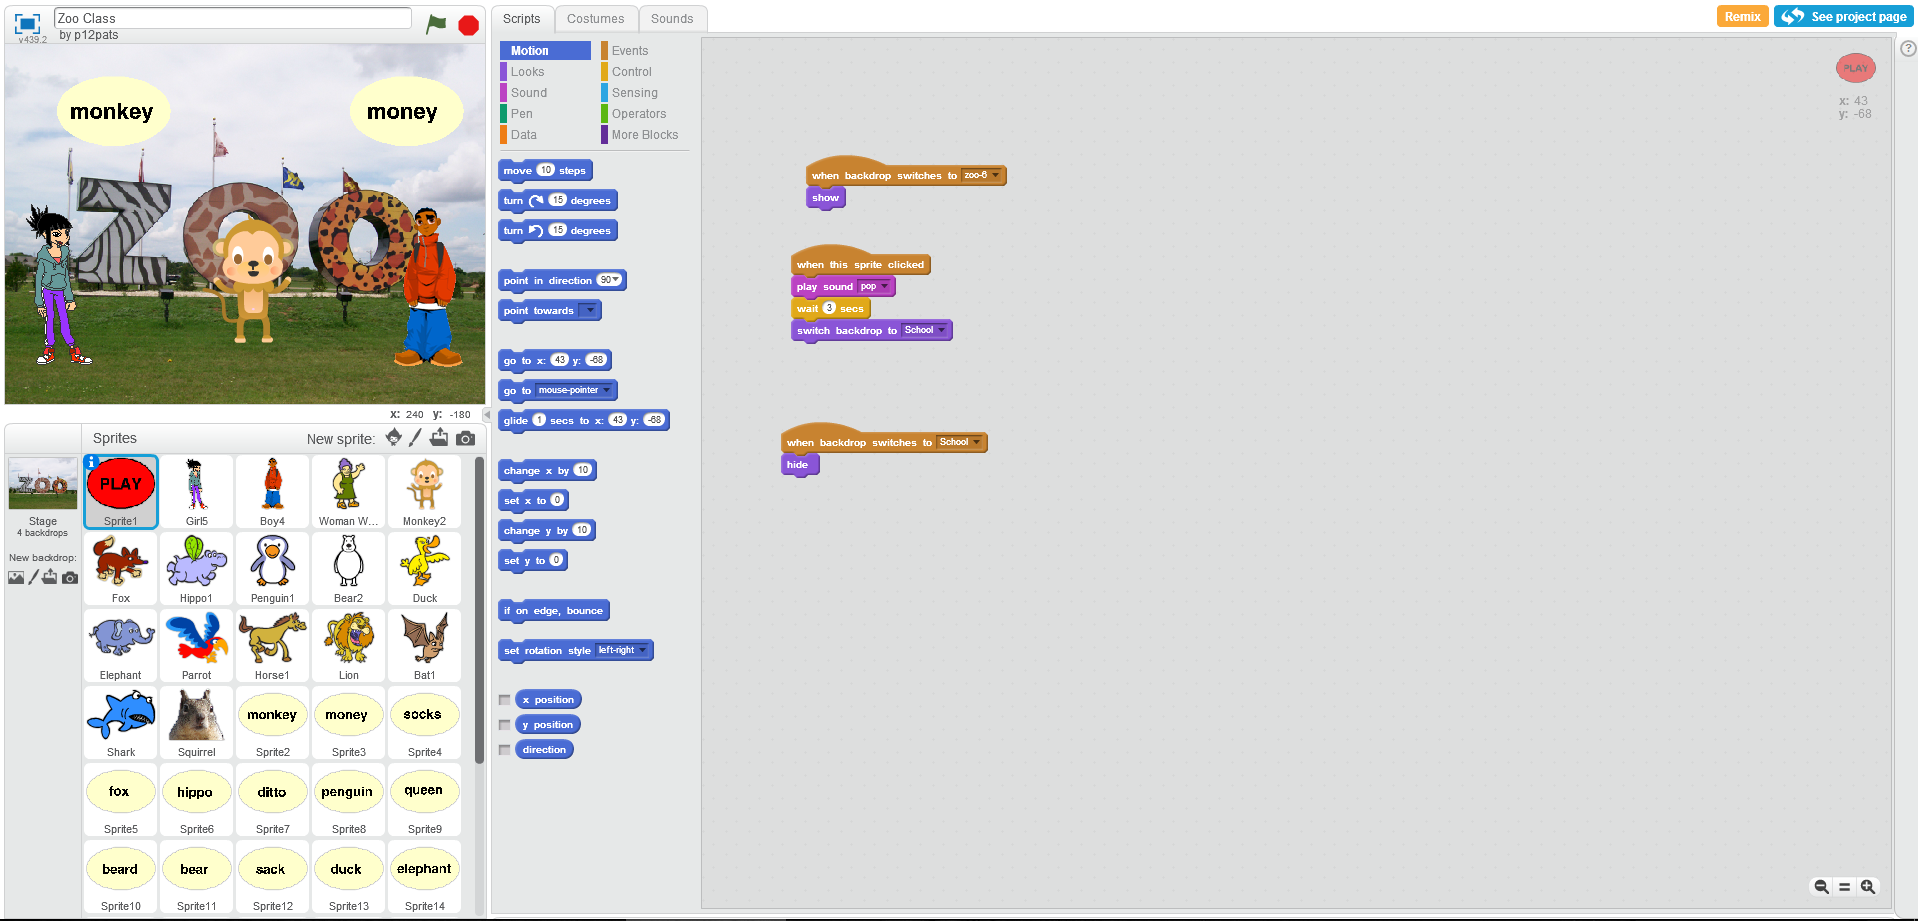 Zoo Class
by p12pats
v439.2
monkey
money
ZOO
x: 240 y: -180
Sprites
New sprite:
Stage
4 backdrops
New backdrop:
PLAY
Sprite1
Girl5
Boy4
Woman W...
Monkey2
Fox
Hippo1
Penguin1
Bear2
Duck
Elephant
Parrot
Horse1
Lion
Bat1
Shark
Squirrel
monkey
Sprite2
money
Sprite3
socks
Sprite4
fox
Sprite5
hippo
Sprite6
ditto
Sprite7
penguin
Sprite8
queen
Sprite9
beard
Sprite10
bear
Sprite11
sack
Sprite12
duck
Sprite13
elephant
Sprite14
Scripts
Costumes
Sounds
Motion
Events
Looks
Control
Sound
Sensing
Pen
Operators
Data
More Blocks
move 10 steps
turn 15 degrees
turn 15 degrees
point in direction 90
point towards
go to x: 43 y: -68
go to mouse-pointer
glide 1 secs to x: 43 y: -68
change x by 10
set x to 0
change y by 10
set y to 0
if on edge, bounce
set rotation style left-right
x position
y position
direction
when backdrop switches to zoo-6
show
when this sprite clicked
play sound pop
wait 3 secs
switch backdrop to School
when backdrop switches to School
hide
Remix
See project page
?
PLAY
x: 43
y: -68